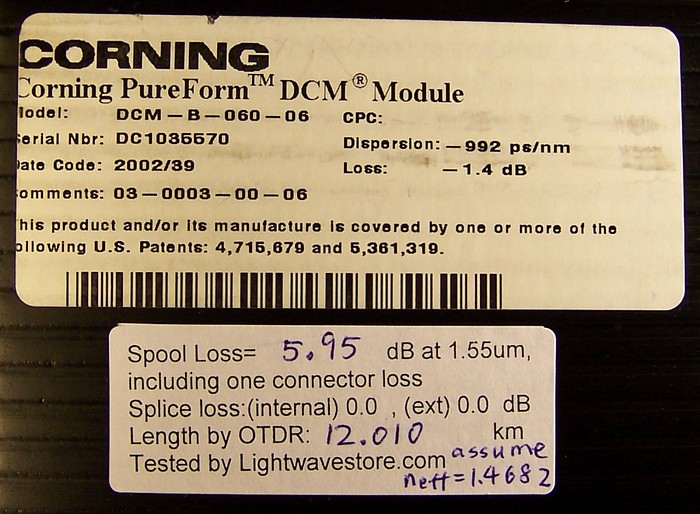 CORNING
Corning PureForm™ DCM® Module
Model: DCM-B-060-06 CPC:
Serial Nbr: DC1035570
Dispersion: -992 ps/nm
Date Code: 2002/39
Loss: -1.4 dB
Comments: 03-0003-00-06
This product and/or its manufacture is covered by one or more of the
following U.S. Patents: 4,715,679 and 5,361,319.
Spool Loss= 5.95 dB at 1.55um,
including one connector loss
Splice loss:(internal) 0.0 , (ext) 0.0 dB
Length by OTDR: 12.010 km
Tested by Lightwavestore.com assume
neff=1.4682